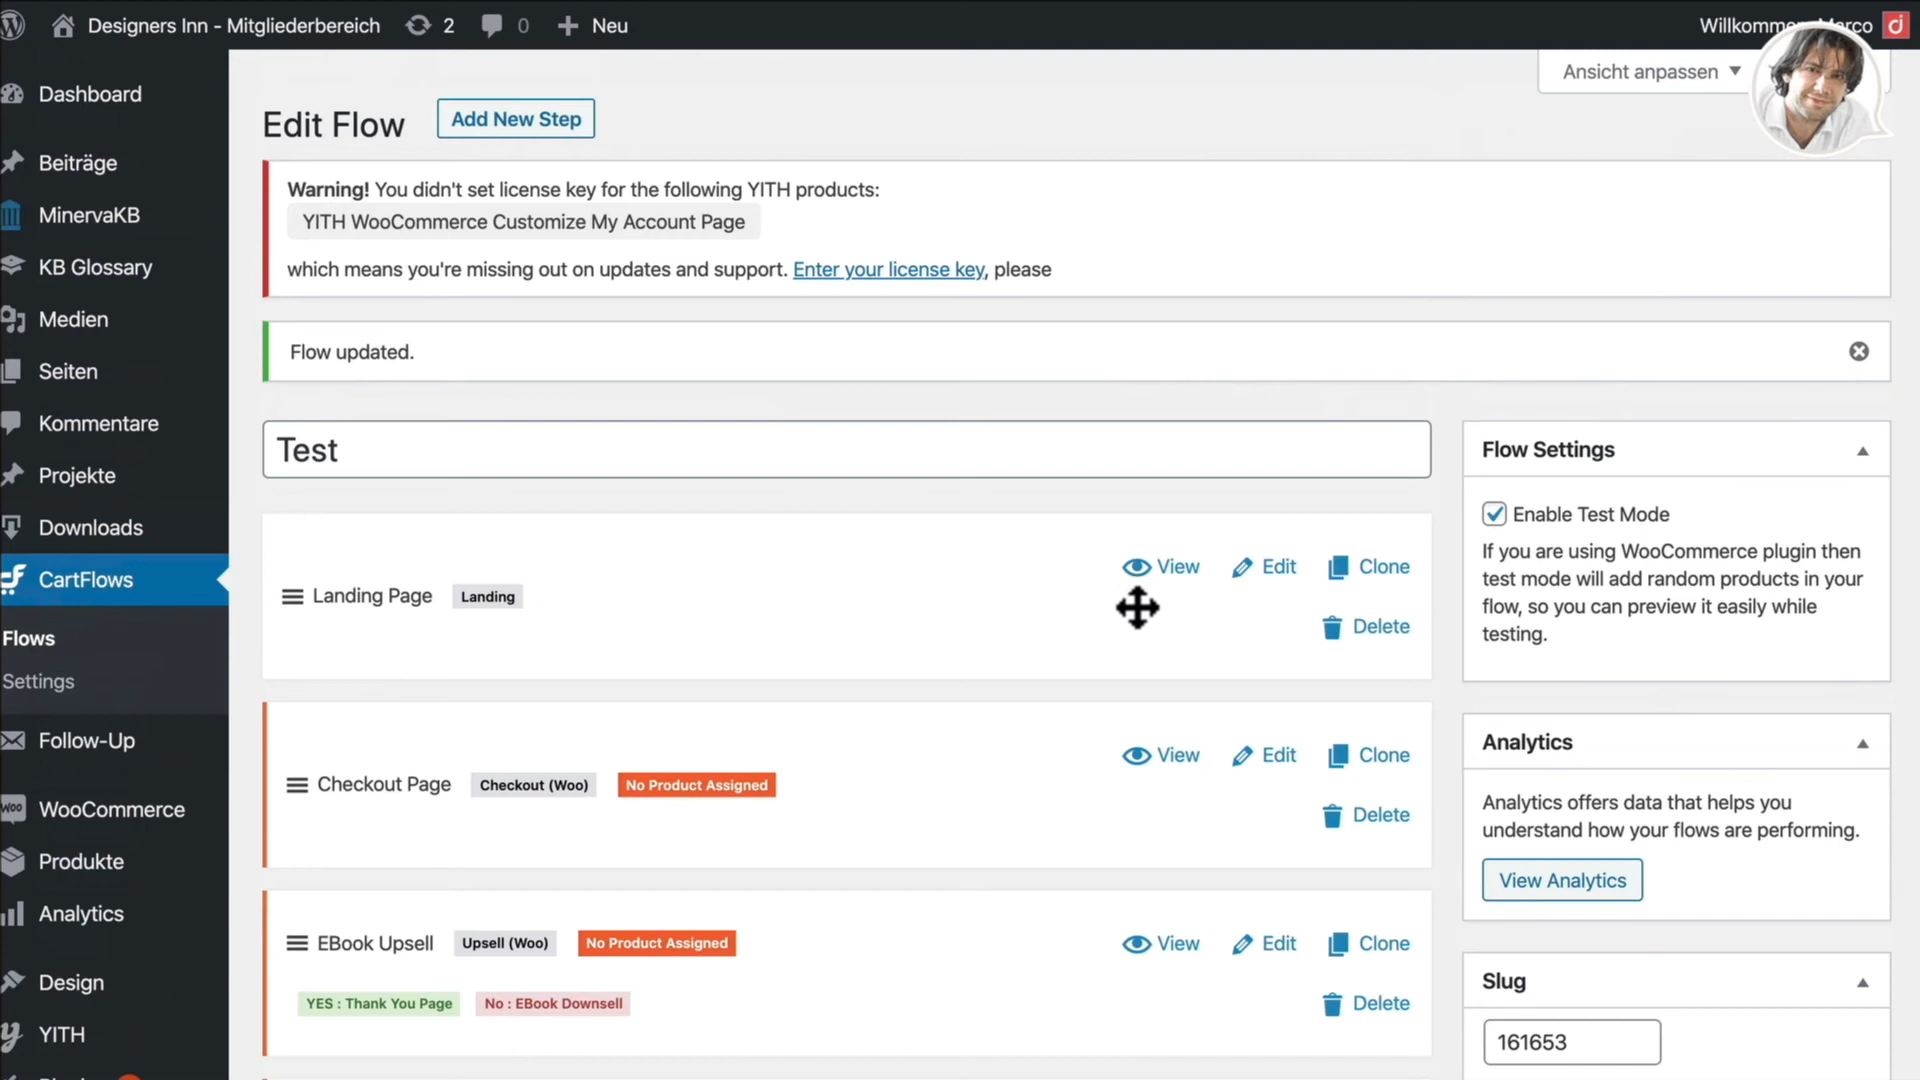 Designers Inn - Mitgliederbereich
2
0
Neu
Ansicht anpassen
Dashboard
Beiträge
MinervaKB
KB Glossary
Medien
Seiten
Kommentare
Projekte
Downloads
CartFlows
Flows
Settings
Follow-Up
WooCommerce
Produkte
Analytics
Design
YITH
Edit Flow
Add New Step
Warning! You didn't set license key for the following YITH products:
YITH WooCommerce Customize My Account Page
which means you're missing out on updates and support. Enter your license key, please
Flow updated.
Test
Landing Page Landing
View Edit Clone
Delete
Checkout Page Checkout (Woo) No Product Assigned
View Edit Clone
Delete
EBook Upsell Upsell (Woo) No Product Assigned
View Edit Clone
YES : Thank You Page No : EBook Downsell
Delete
Flow Settings
Enable Test Mode
If you are using WooCommerce plugin then
test mode will add random products in your
flow, so you can preview it easily while
testing.
Analytics
Analytics offers data that helps you
understand how your flows are performing.
View Analytics
Slug
161653